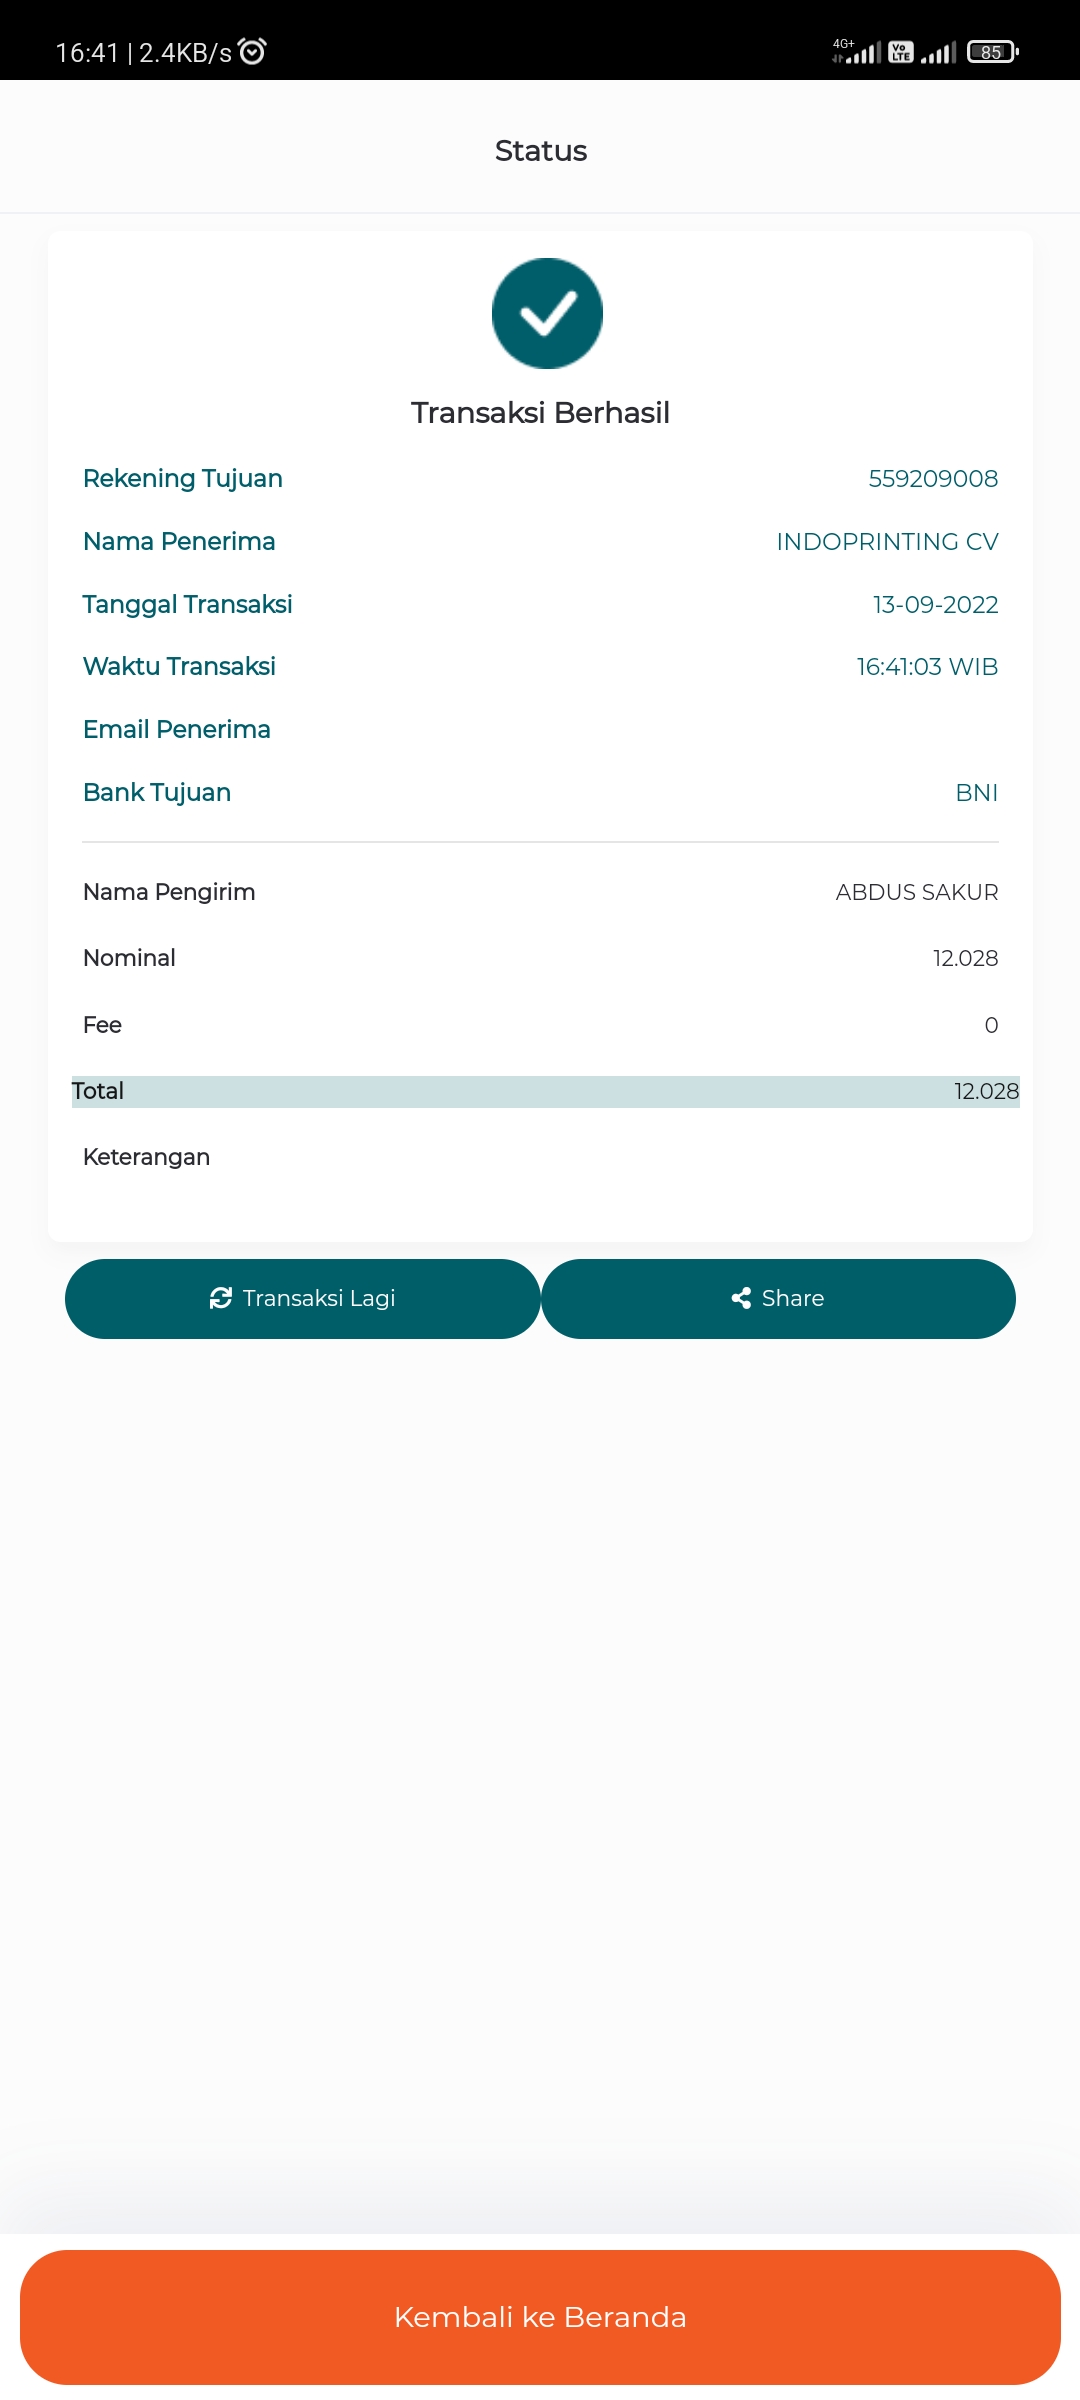 16:41 | 2.4KB/s 4G+ Vo LTE 85
Status
Transaksi Berhasil
Rekening Tujuan 559209008
Nama Penerima INDOPRINTING CV
Tanggal Transaksi 13-09-2022
Waktu Transaksi 16:41:03 WIB
Email Penerima
Bank Tujuan BNI
Nama Pengirim ABDUS SAKUR
Nominal 12.028
Fee 0
Total 12.028
Keterangan
Transaksi Lagi Share
Kembali ke Beranda